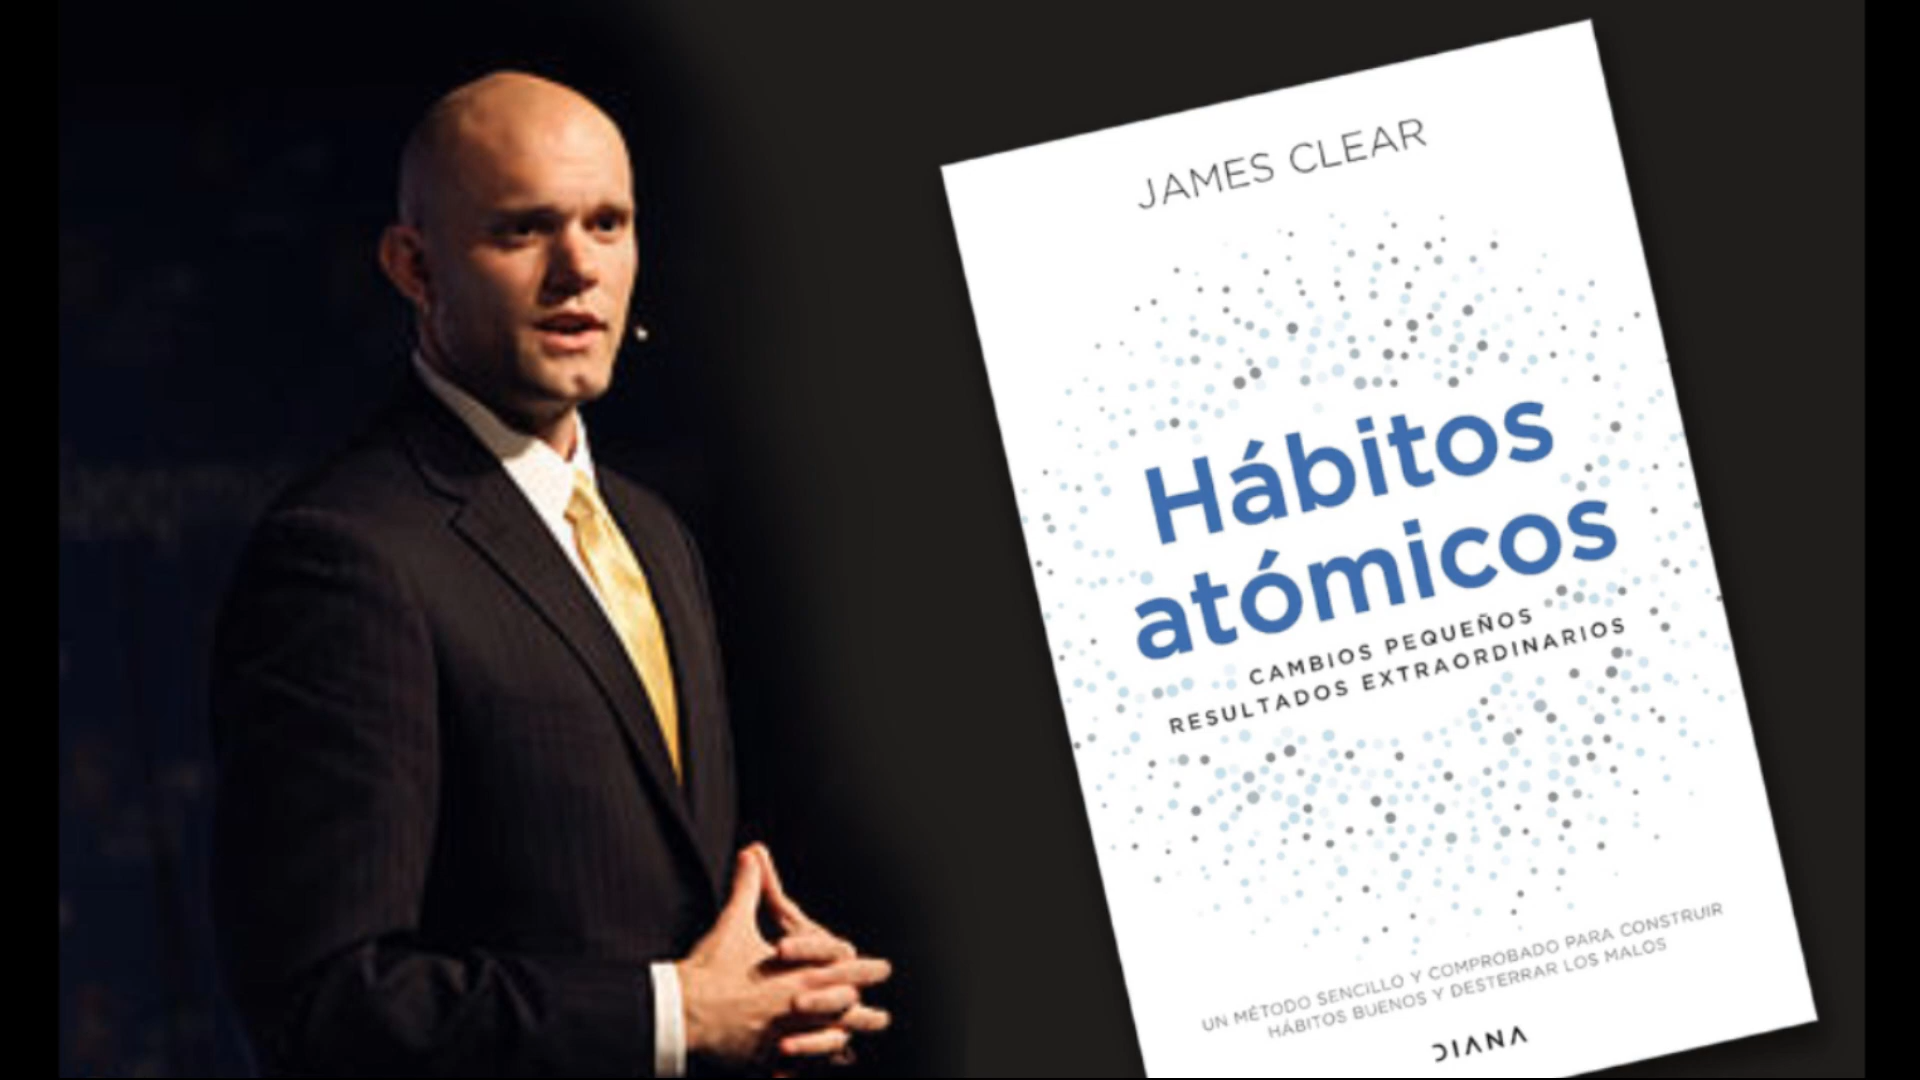 JAMES CLEAR
Hábitos
atómicos
CAMBIOS PEQUEÑOS
RESULTADOS EXTRAORDINARIOS
UN MÉTODO SENCILLO Y COMPROBADO PARA CONSTRUIR
HÁBITOS BUENOS Y DESTERRAR LOS MALOS
DIANA